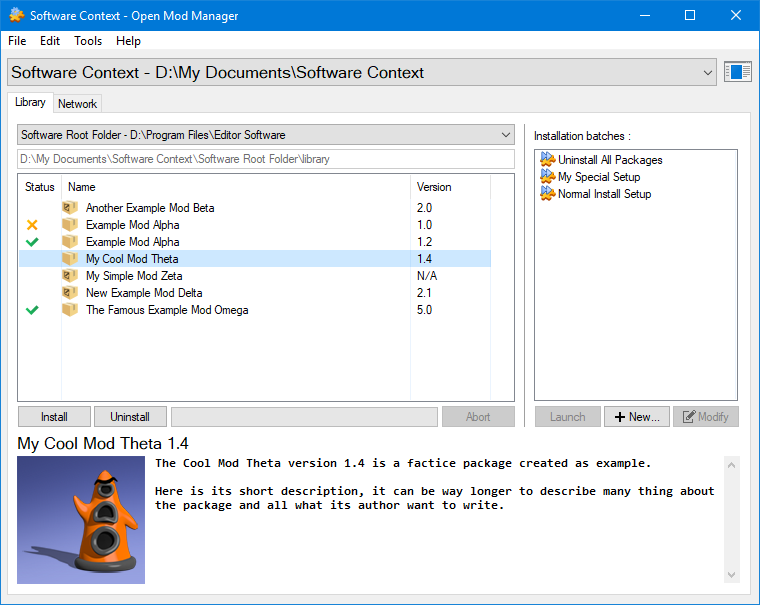 Software Context - Open Mod Manager
File Edit Tools Help
Software Context - D:\My Documents\Software Context
Library Network
Software Root Folder - D:\Program Files\Editor Software
D:\My Documents\Software Context\Software Root Folder\library
Status Name Version
Another Example Mod Beta 2.0
Example Mod Alpha 1.0
Example Mod Alpha 1.2
My Cool Mod Theta 1.4
My Simple Mod Zeta N/A
New Example Mod Delta 2.1
The Famous Example Mod Omega 5.0
Install Uninstall Abort
Installation batches :
Uninstall All Packages
My Special Setup
Normal Install Setup
Launch New... Modify
My Cool Mod Theta 1.4
The Cool Mod Theta version 1.4 is a factice package created as example.
Here is its short description, it can be way longer to describe many thing about
the package and all what its author want to write.